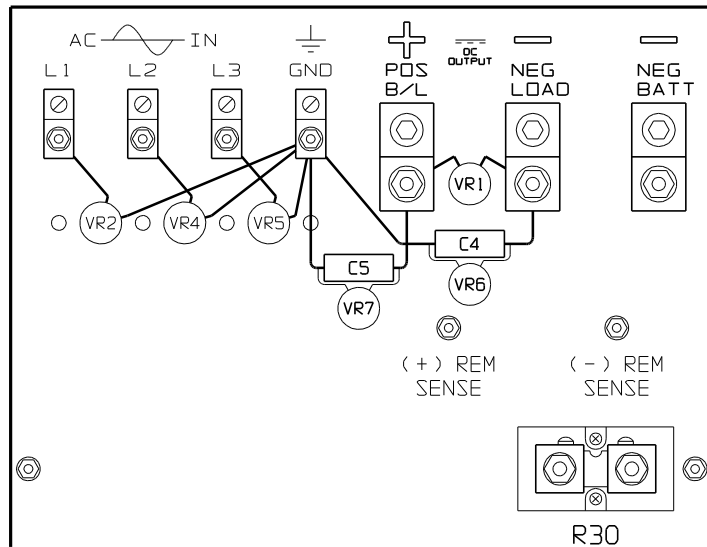 AC IN
L1 L2 L3 GND
POS
B/L
DC
OUTPUT
NEG
LOAD
NEG
BATT
VR1
VR2 VR4 VR5
C4
C5
VR6
VR7
(+) REM
SENSE
(-) REM
SENSE
R30